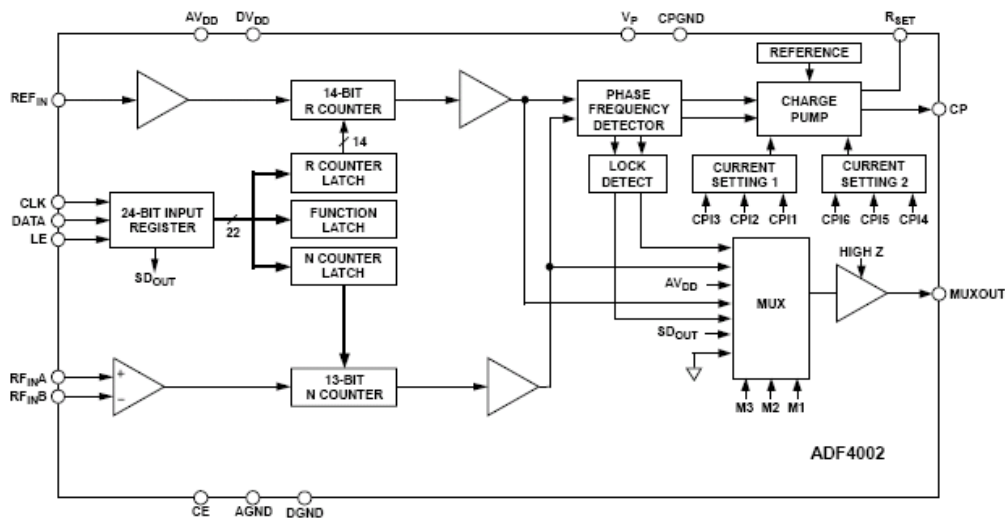 AVDD DVDD VP CPGND RSET
REFIN
14-BIT
R COUNTER
14
R COUNTER
LATCH
FUNCTION
LATCH
N COUNTER
LATCH
CLK
DATA
LE
24-BIT INPUT
REGISTER
22
SDOUT
RFINA
RFINB
+
−
13-BIT
N COUNTER
PHASE
FREQUENCY
DETECTOR
LOCK
DETECT
REFERENCE
CHARGE
PUMP
CP
CURRENT
SETTING 1
CURRENT
SETTING 2
CPI3 CPI2 CPI1
CPI6 CPI5 CPI4
HIGH Z
AVDD
MUX
MUXOUT
SDOUT
M3 M2 M1
ADF4002
CE AGND DGND